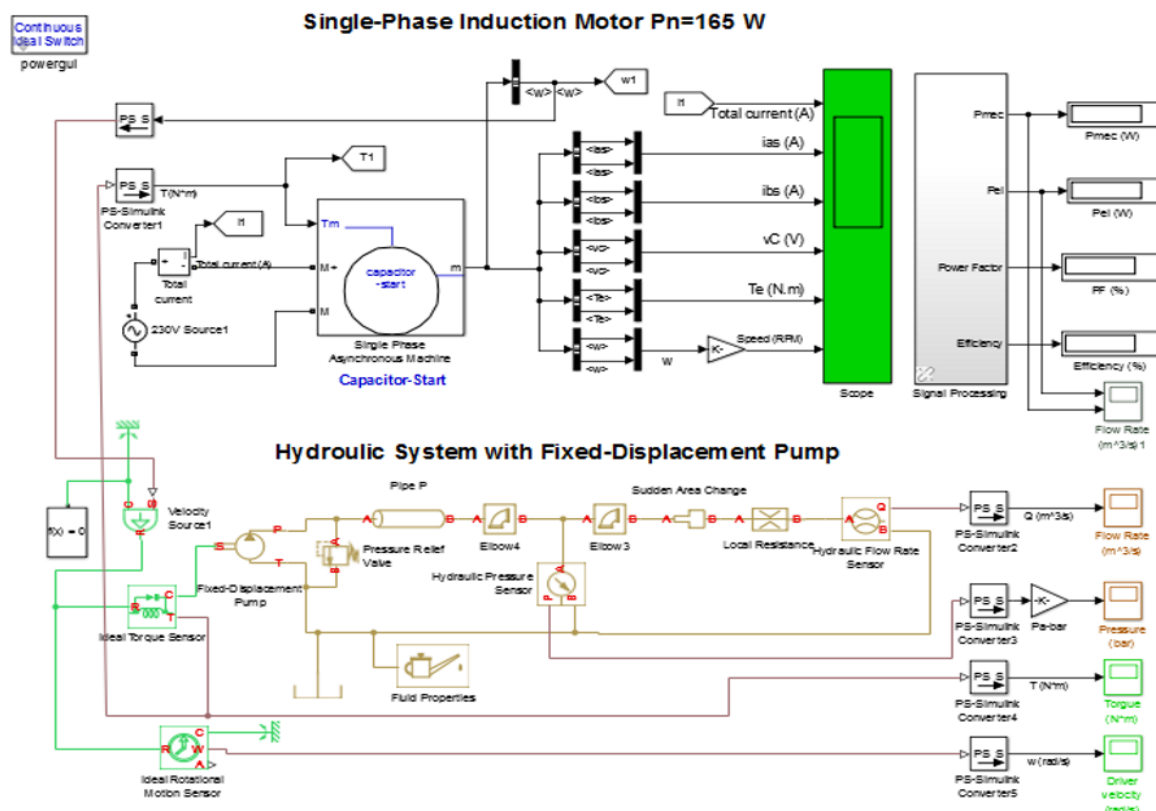 Single-Phase Induction Motor Pn=165 W
Continuous
Ideal Switch
powergui
<w> <w>
w1
I1
Total current (A)
PS S
T1
PS S
T(N*m)
PS-Simulink
Converter1
I1
Total current (A)
+
-
I
Total
current
230V Source1
Tm
M+
M
capacitor
-start
m
Single Phase
Asynchronous Machine
Capacitor-Start
<ias>
<ias>
ias (A)
<ibs>
<ibs>
ibs (A)
<vc>
<vc>
vC (V)
<Te>
<Te>
Te (N.m)
<w>
<w>
W
K-
Speed (RPM)
Scope
Pmec
Pel
Power Factor
Efficiency
Signal Processing
Pmec (W)
Pel (W)
PF (%)
Efficiency (%)
Flow Rate
(m^3/s)1
Hydroulic System with Fixed-Displacement Pump
f(x) = 0
C
S
R
Velocity
Source1
S
P
T
Fixed-Displacement
Pump
A
B
Pressure Relief
Valve
Pipe P
A
B
A
B
Elbow4
A
B
Elbow3
Sudden Area Change
A
B
A
B
Local Resistance
A
Q
B
Hydraulic Flow Rate
Sensor
Hydraulic Pressure
Sensor
A
P
B
R
C
T
Ideal Torque Sensor
Fluid Properties
R
C
W
A
Ideal Rotational
Motion Sensor
PS S
Q (m^3/s)
PS-Simulink
Converter2
Flow Rate
(m^3/s)
PS S
PS-Simulink
Converter3
-K-
Pa-bar
Pressure
(bar)
PS S
T (N*m)
PS-Simulink
Converter4
Torgue
(N*m)
PS S
w (rad/s)
PS-Simulink
Converter5
Driver
velocity
(rad/s)